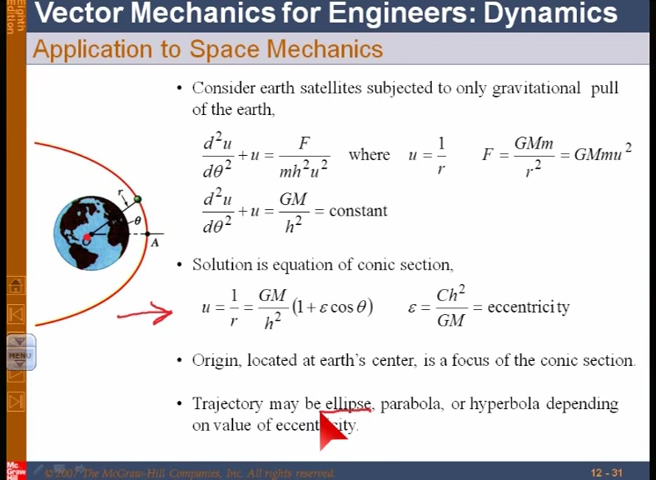 Vector Mechanics for Engineers: Dynamics
Eighth Edition
Application to Space Mechanics
• Consider earth satellites subjected to only gravitational pull
of the earth,
d²u/dθ² + u = F/mh²u² where u = 1/r F = GMm/r² = GMmu²
d²u/dθ² + u = GM/h² = constant
r
θ
O
A
• Solution is equation of conic section,
u = 1/r = GM/h² (1 + ε cos θ) ε = Ch²/GM = eccentricity
• Origin, located at earth's center, is a focus of the conic section.
MENU
• Trajectory may be ellipse, parabola, or hyperbola depending
on value of eccentricity.
Mc
Graw
Hill
© 2007 The McGraw-Hill Companies, Inc. All rights reserved.
12 - 31